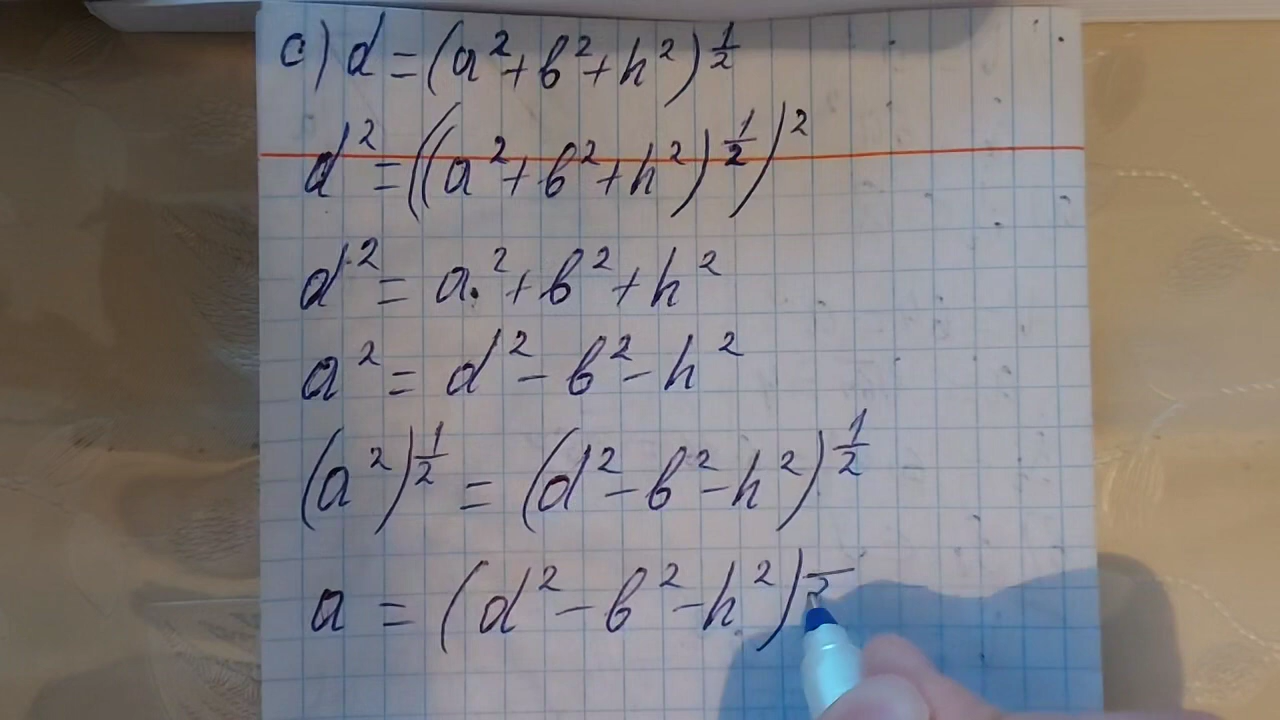 c) d = (a² + b² + h²)^½
d² = ((a² + b² + h²)^½)²
d² = a² + b² + h²
a² = d² - b² - h²
(a²)^½ = (d² - b² - h²)^½
a = (d² - b² - h²)